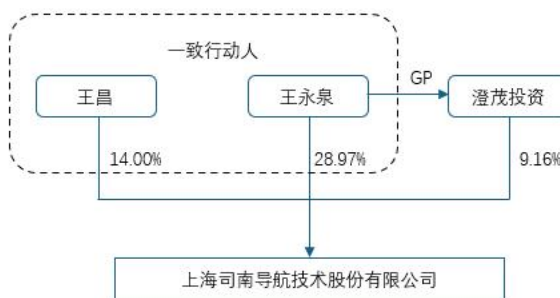 一致行动人
王昌
王永泉
GP
澄茂投资
14.00%
28.97%
9.16%
上海司南导航技术股份有限公司